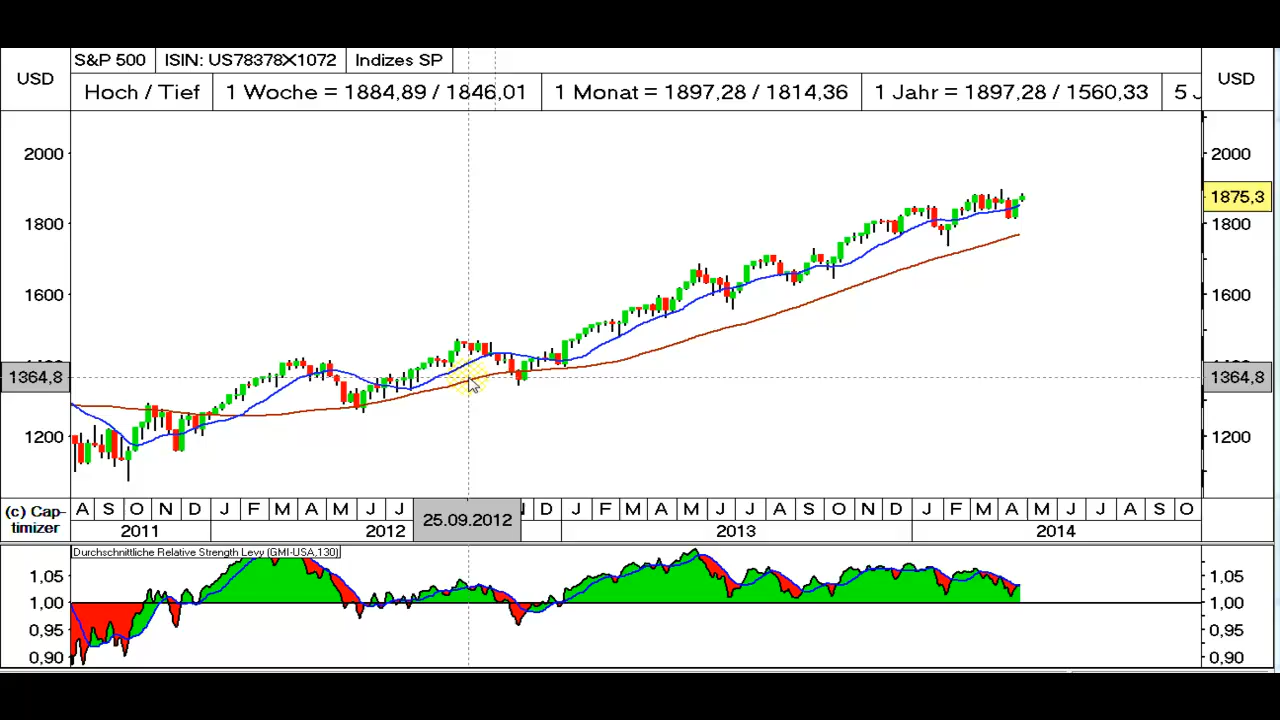 USD S&P 500 ISIN: US78378X1072 Indizes SP USD
Hoch / Tief 1 Woche = 1884,89 / 1846,01 1 Monat = 1897,28 / 1814,36 1 Jahr = 1897,28 / 1560,33 5 J
2000 2000
1875,3
1800 1800
1600 1600
1400 1400
1364,8 1364,8
1200 1200
(c) Cap-timizer
A S O N D J F M A M J J 25.09.2012 N D J F M A M J J A S O N D J F M A M J J A S O
2011 2012 2013 2014
Durchschnittliche Relative Strength Levy (GMI-USA,130)
1,05 1,05
1,00 1,00
0,95 0,95
0,90 0,90